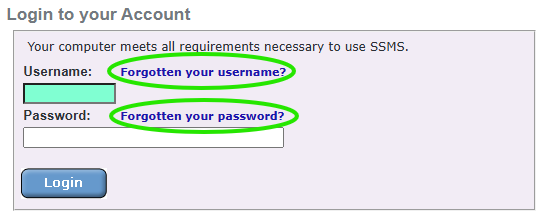 Login to your Account
Your computer meets all requirements necessary to use SSMS.
Username: Forgotten your username?
Password: Forgotten your password?
Login